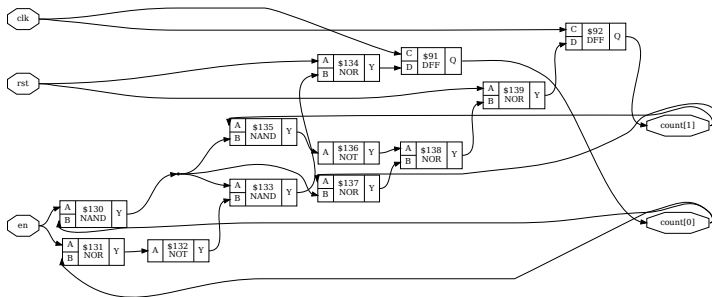 clk
rst
en
A
B
$130
NAND
Y
A
B
$131
NOR
Y
A
$132
NOT
Y
A
B
$135
NAND
Y
A
B
$133
NAND
Y
A
B
$134
NOR
Y
A
$136
NOT
Y
A
B
$137
NOR
Y
C
D
$91
DFF
Q
A
B
$138
NOR
Y
A
B
$139
NOR
Y
C
D
$92
DFF
Q
count[1]
count[0]